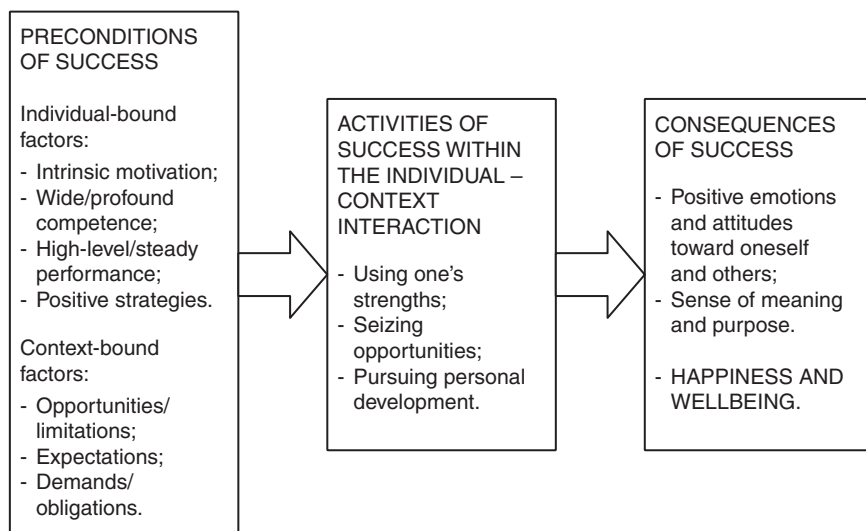 PRECONDITIONS
OF SUCCESS
Individual-bound
factors:
- Intrinsic motivation;
- Wide/profound
competence;
- High-level/steady
performance;
- Positive strategies.
Context-bound
factors:
- Opportunities/
limitations;
- Expectations;
- Demands/
obligations.
ACTIVITIES OF
SUCCESS WITHIN
THE INDIVIDUAL –
CONTEXT
INTERACTION
- Using one’s
strengths;
- Seizing
opportunities;
- Pursuing personal
development.
CONSEQUENCES
OF SUCCESS
- Positive emotions
and attitudes
toward oneself
and others;
- Sense of meaning
and purpose.
- HAPPINESS AND
WELLBEING.